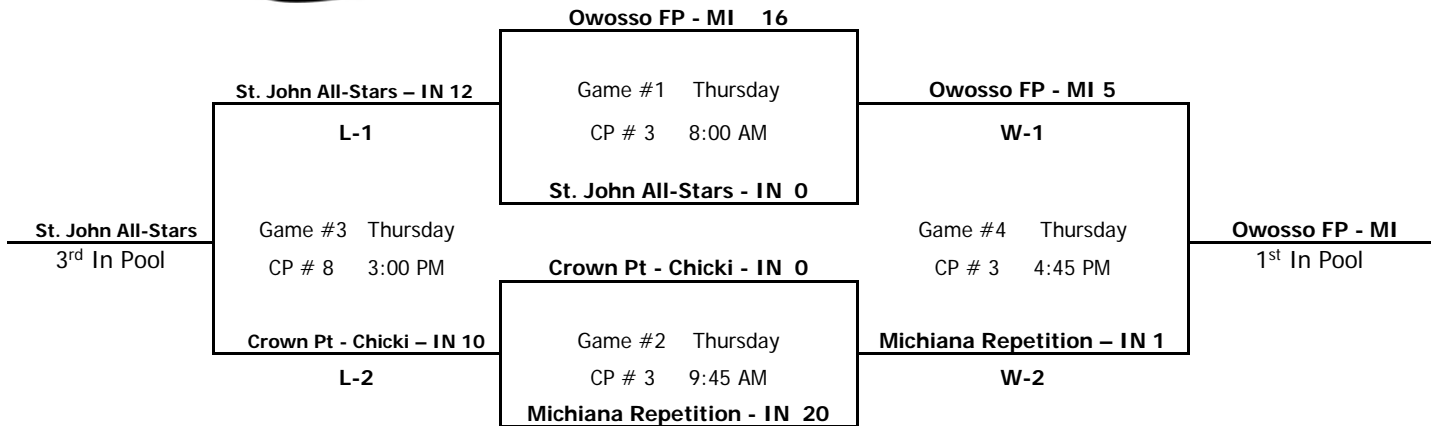 Owosso FP - MI 16
St. John All-Stars – IN 12
Game #1 Thursday
Owosso FP - MI 5
L-1
CP # 3 8:00 AM
W-1
St. John All-Stars - IN 0
St. John All-Stars
Game #3 Thursday
Game #4 Thursday
Owosso FP - MI
3rd In Pool
CP # 8 3:00 PM
Crown Pt - Chicki - IN 0
CP # 3 4:45 PM
1st In Pool
Crown Pt - Chicki – IN 10
Game #2 Thursday
Michiana Repetition – IN 1
L-2
CP # 3 9:45 AM
W-2
Michiana Repetition - IN 20